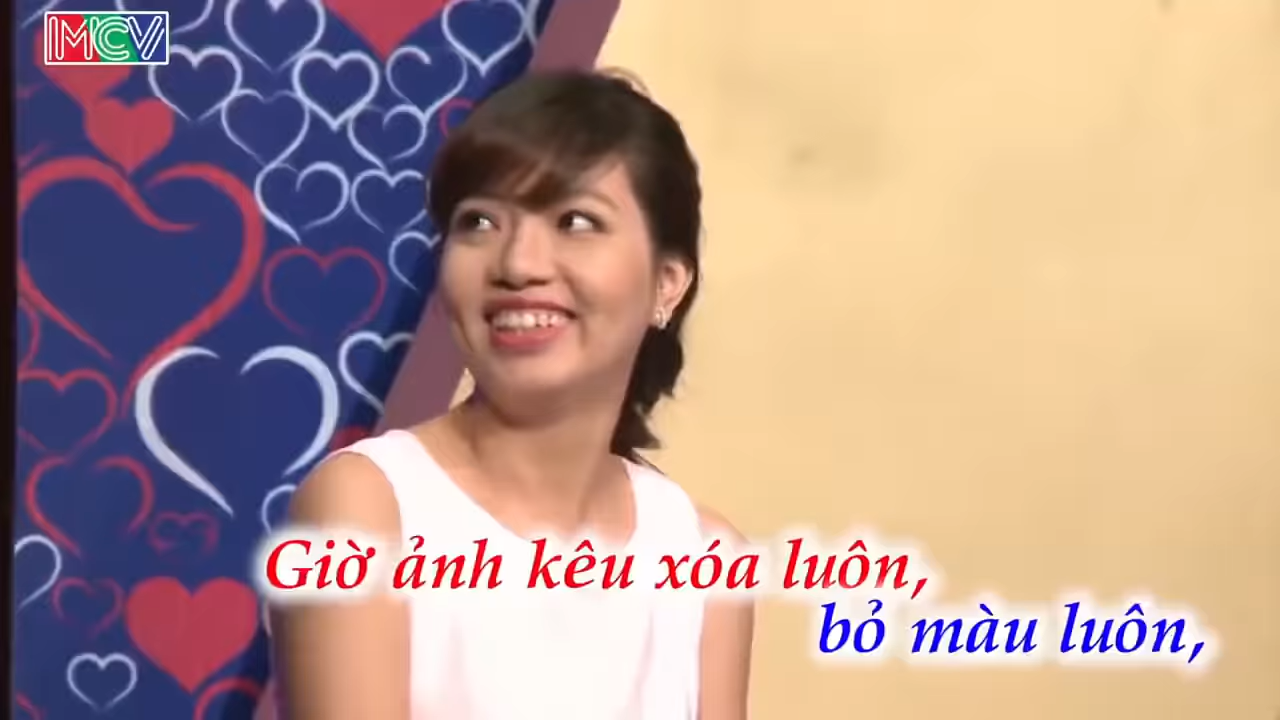 MCV
Giờ ảnh kêu xóa luôn,
bỏ màu luôn,